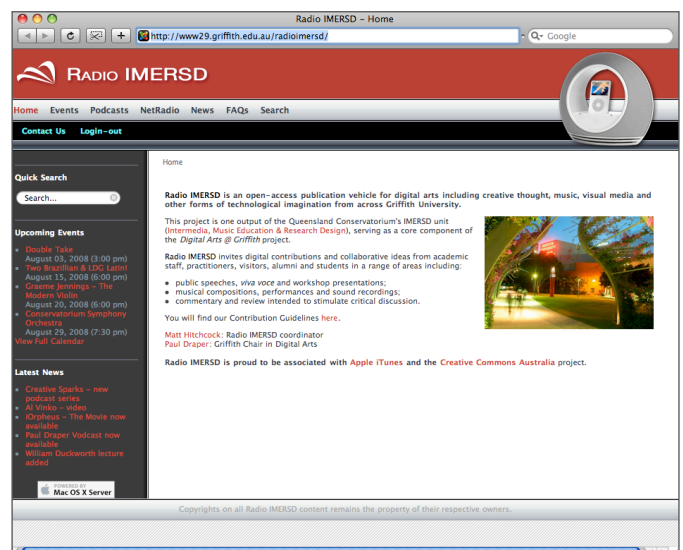 Radio IMERSD – Home
http://www29.griffith.edu.au/radioimersd/
Google
RADIO IMERSD
Home Events Podcasts NetRadio News FAQs Search
Contact Us Login-out
Quick Search
Search...
Upcoming Events
Double Take
August 03, 2008 (3:00 pm)
Two Brazillian & LDG Latin!
August 15, 2008 (6:00 pm)
Graeme Jennings – The
Modern Violin
August 20, 2008 (6:00 pm)
Conservatorium Symphony
Orchestra
August 29, 2008 (7:30 pm)
View Full Calendar
Latest News
Creative Sparks – new
podcast series
Al Vinko – video
iOrpheus – The Movie now
available
Paul Draper Vodcast now
available
William Duckworth lecture
added
POWERED BY
Mac OS X Server
Home
Radio IMERSD is an open-access publication vehicle for digital arts including creative thought, music, visual media and
other forms of technological imagination from across Griffith University.
This project is one output of the Queensland Conservatorium's IMERSD unit
(Intermedia, Music Education & Research Design), serving as a core component of
the Digital Arts @ Griffith project.
Radio IMERSD invites digital contributions and collaborative ideas from academic
staff, practitioners, visitors, alumni and students in a range of areas including:
• public speeches, viva voce and workshop presentations;
• musical compositions, performances and sound recordings;
• commentary and review intended to stimulate critical discussion.
You will find our Contribution Guidelines here.
Matt Hitchcock: Radio IMERSD coordinator
Paul Draper: Griffith Chair in Digital Arts
Radio IMERSD is proud to be associated with Apple iTunes and the Creative Commons Australia project.
Copyrights on all Radio IMERSD content remains the property of their respective owners.